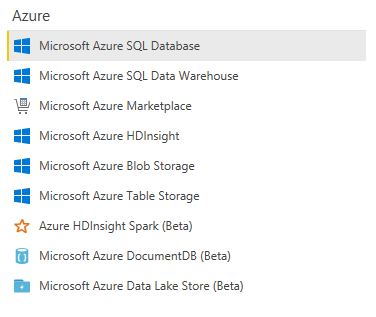 Azure
Microsoft Azure SQL Database
Microsoft Azure SQL Data Warehouse
Microsoft Azure Marketplace
Microsoft Azure HDInsight
Microsoft Azure Blob Storage
Microsoft Azure Table Storage
Azure HDInsight Spark (Beta)
Microsoft Azure DocumentDB (Beta)
Microsoft Azure Data Lake Store (Beta)